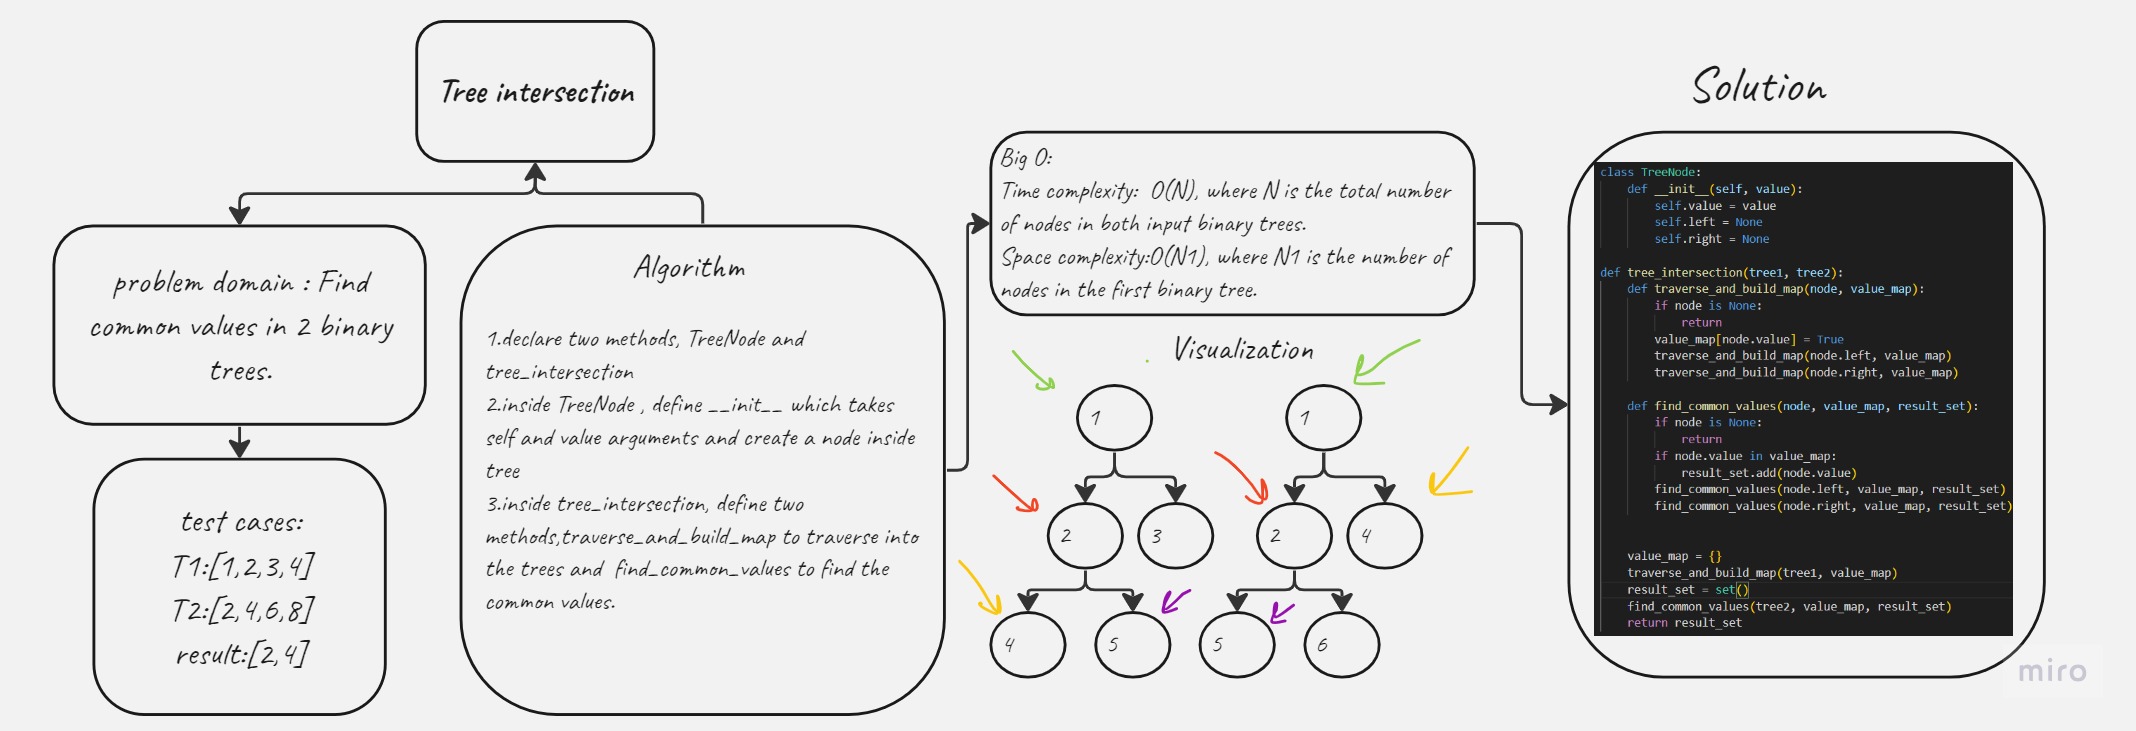 Tree intersection
problem domain : Find
common values in 2 binary
trees.
test cases:
T1:[1,2,3,4]
T2:[2,4,6,8]
result:[2,4]
Algorithm
1.declare two methods, TreeNode and
tree_intersection
2.inside TreeNode , define __init__ which takes
self and value arguments and create a node inside
tree
3.inside tree_intersection, define two
methods,traverse_and_build_map to traverse into
the trees and find_common_values to find the
common values.
Big O:
Time complexity: O(N), where N is the total number
of nodes in both input binary trees.
Space complexity:O(N1), where N1 is the number of
nodes in the first binary tree.
Visualization
1
1
2
3
2
4
4
5
5
6
Solution
class TreeNode:
def __init__(self, value):
self.value = value
self.left = None
self.right = None
def tree_intersection(tree1, tree2):
def traverse_and_build_map(node, value_map):
if node is None:
return
value_map[node.value] = True
traverse_and_build_map(node.left, value_map)
traverse_and_build_map(node.right, value_map)
def find_common_values(node, value_map, result_set):
if node is None:
return
if node.value in value_map:
result_set.add(node.value)
find_common_values(node.left, value_map, result_set)
find_common_values(node.right, value_map, result_set)
value_map = {}
traverse_and_build_map(tree1, value_map)
result_set = set()
find_common_values(tree2, value_map, result_set)
return result_set
miro